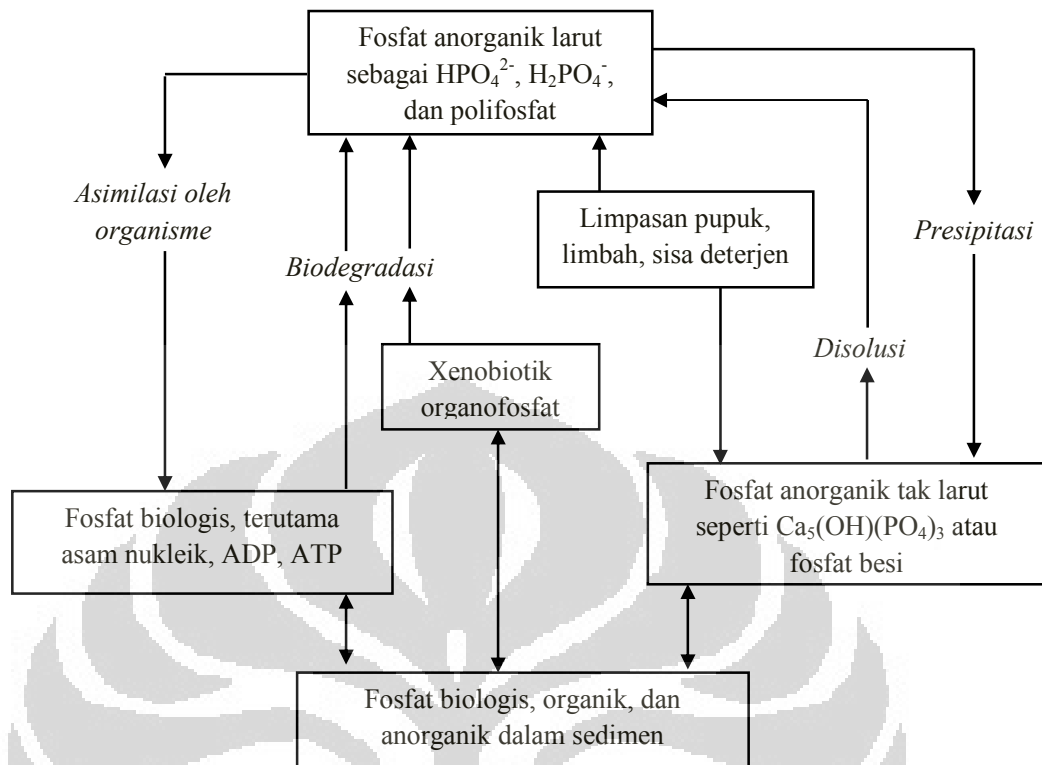 Fosfat anorganik larut
sebagai HPO₄²⁻, H₂PO₄⁻,
dan polifosfat
Asimilasi oleh
organisme
Biodegradasi
Limpasan pupuk,
limbah, sisa deterjen
Presipitasi
Disolusi
Xenobiotik
organofosfat
Fosfat biologis, terutama
asam nukleik, ADP, ATP
Fosfat anorganik tak larut
seperti Ca₅(OH)(PO₄)₃ atau
fosfat besi
Fosfat biologis, organik, dan
anorganik dalam sedimen